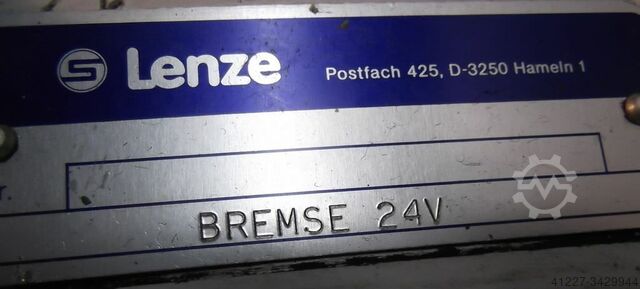 Lenze
Postfach 425, D-3250 Hameln 1
BREMSE 24V
41227-3429944